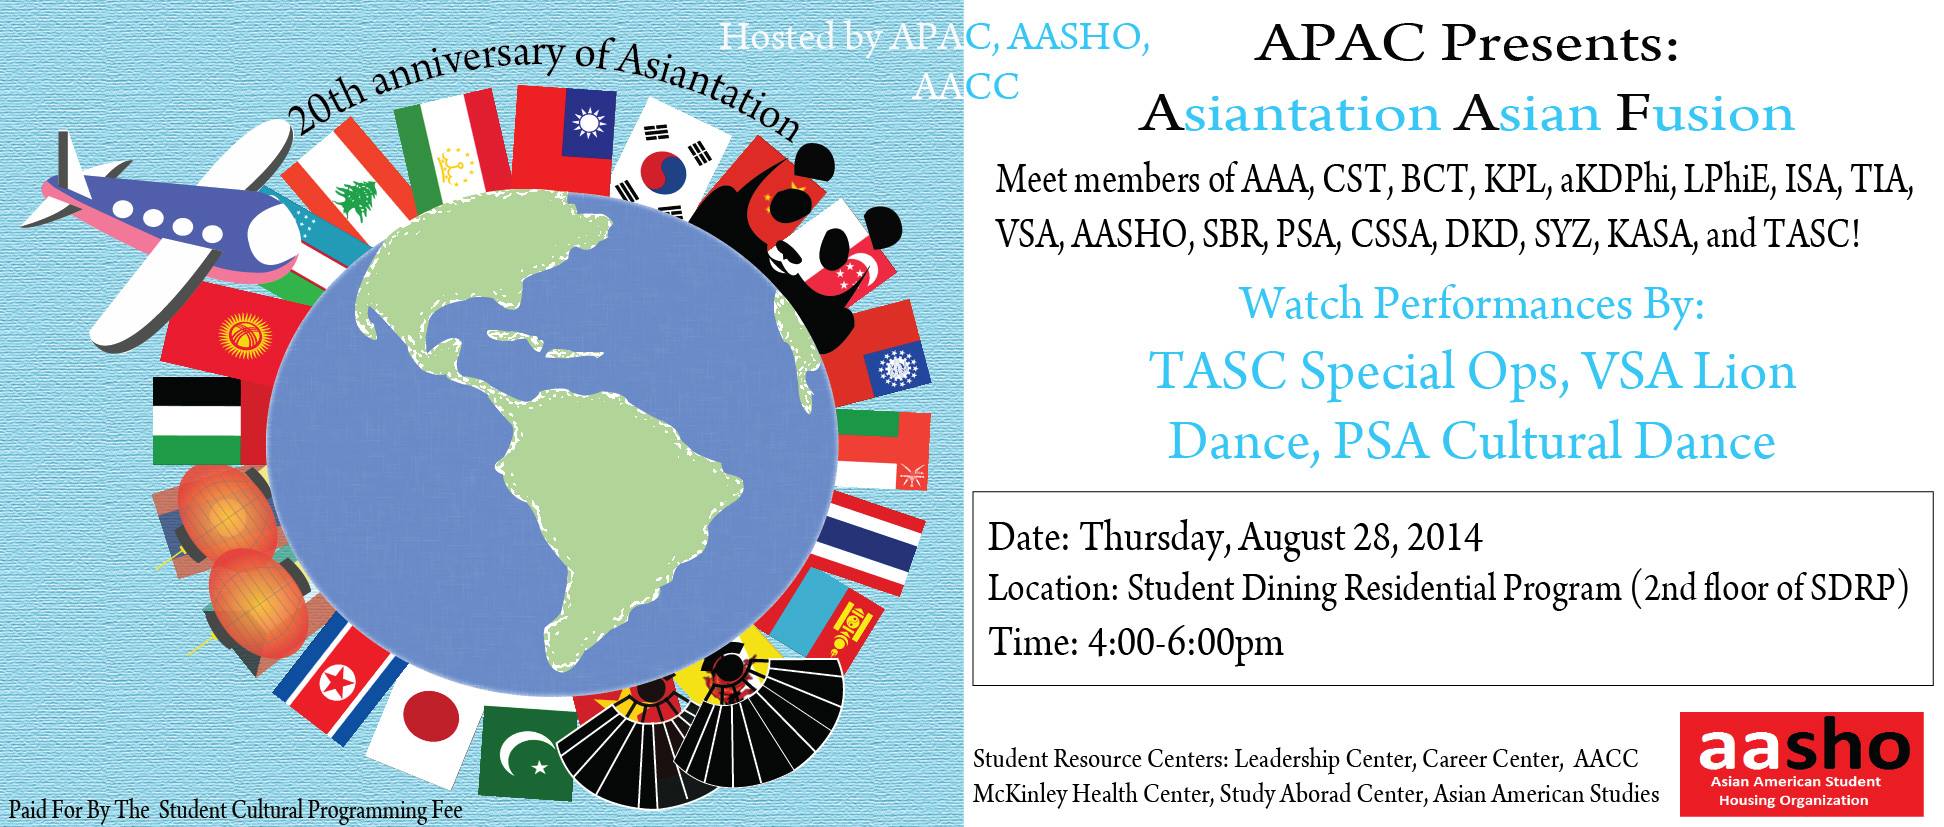 20th anniversary of Asiantation
Hosted by APAC, AASHO,
AACC
Paid For By The Student Cultural Programming Fee
APAC Presents:
Asiantation Asian Fusion
Meet members of AAA, CST, BCT, KPL, aKDPhi, LPhiE, ISA, TIA,
VSA, AASHO, SBR, PSA, CSSA, DKD, SYZ, KASA, and TASC!
Watch Performances By:
TASC Special Ops, VSA Lion
Dance, PSA Cultural Dance
Date: Thursday, August 28, 2014
Location: Student Dining Residential Program (2nd floor of SDRP)
Time: 4:00-6:00pm
Student Resource Centers: Leadership Center, Career Center, AACC
McKinley Health Center, Study Aborad Center, Asian American Studies
aasho
Asian American Student
Housing Organization